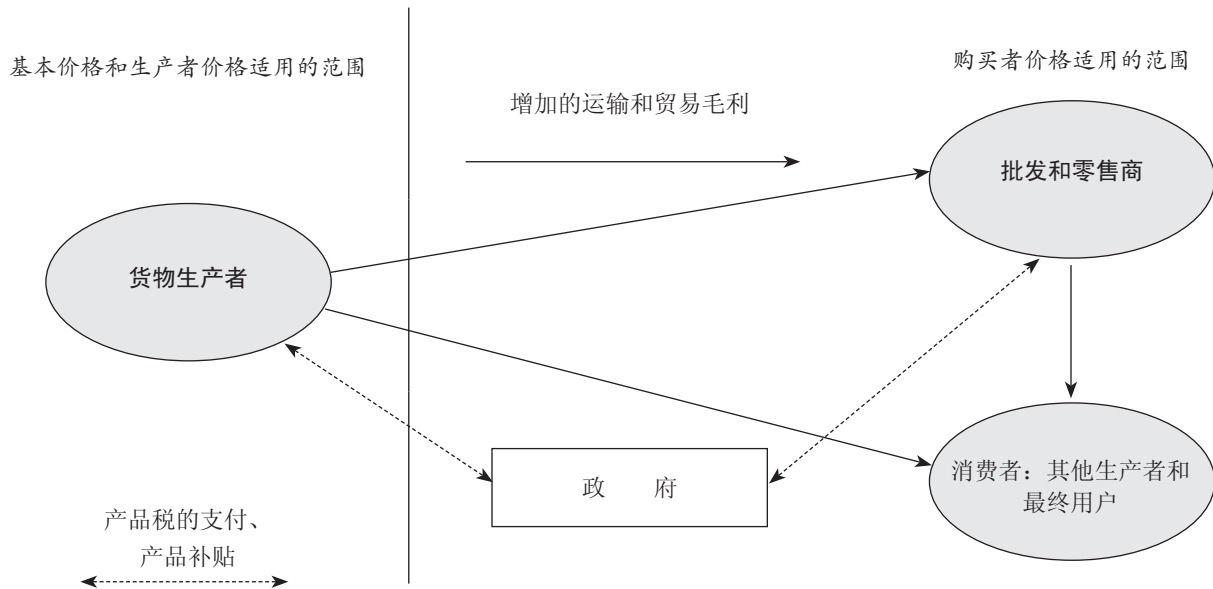 基本价格和生产者价格适用的范围
购买者价格适用的范围
增加的运输和贸易毛利
批发和零售商
货物生产者
消费者：其他生产者和
最终用户
政 府
产品税的支付、
产品补贴